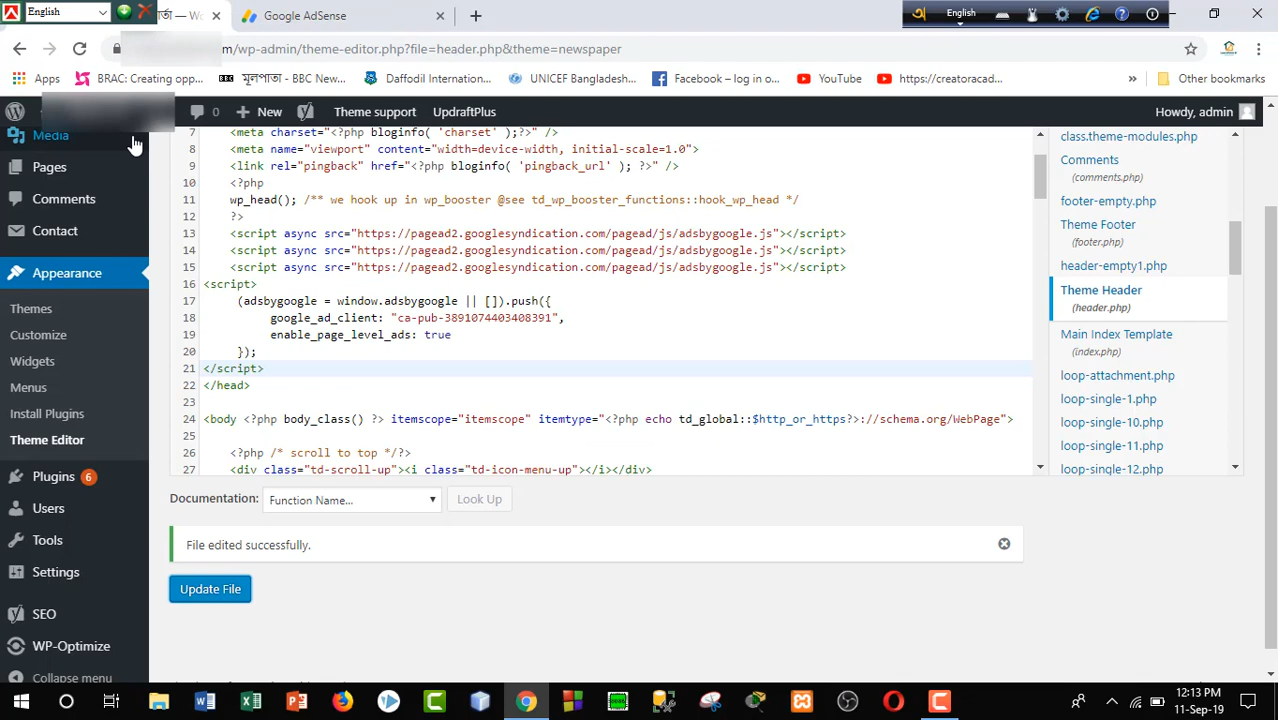 English
র্তা — Wo
Google AdSense
English
m/wp-admin/theme-editor.php?file=header.php&theme=newspaper
Apps
BRAC: Creating opp...
মূলপাতা - BBC New...
Daffodil Internation...
UNICEF Bangladesh...
Facebook – log in o...
YouTube
https://creatoracad...
Other bookmarks
0
New
Theme support
UpdraftPlus
Howdy, admin
Media
Pages
Comments
Contact
Appearance
Themes
Customize
Widgets
Menus
Install Plugins
Theme Editor
Plugins 6
Users
Tools
Settings
SEO
WP-Optimize
Collapse menu
7 <meta charset="<?php bloginfo( 'charset' );?>" />
8 <meta name="viewport" content="width=device-width, initial-scale=1.0">
9 <link rel="pingback" href="<?php bloginfo( 'pingback_url' ); ?>" />
10 <?php
11 wp_head(); /** we hook up in wp_booster @see td_wp_booster_functions::hook_wp_head */
12 ?>
13 <script async src="https://pagead2.googlesyndication.com/pagead/js/adsbygoogle.js"></script>
14 <script async src="https://pagead2.googlesyndication.com/pagead/js/adsbygoogle.js"></script>
15 <script async src="https://pagead2.googlesyndication.com/pagead/js/adsbygoogle.js"></script>
16 <script>
17 (adsbygoogle = window.adsbygoogle || []).push({
18 google_ad_client: "ca-pub-3891074403408391",
19 enable_page_level_ads: true
20 });
21 </script>
22 </head>
23
24 <body <?php body_class() ?> itemscope="itemscope" itemtype="<?php echo td_global::$http_or_https?>://schema.org/WebPage">
25
26 <?php /* scroll to top */?>
27 <div class="td-scroll-up"><i class="td-icon-menu-up"></i></div>
class.theme-modules.php
Comments
(comments.php)
footer-empty.php
Theme Footer
(footer.php)
header-empty1.php
Theme Header
(header.php)
Main Index Template
(index.php)
loop-attachment.php
loop-single-1.php
loop-single-10.php
loop-single-11.php
loop-single-12.php
Documentation:
Function Name...
Look Up
File edited successfully.
Update File
12:13 PM
11-Sep-19